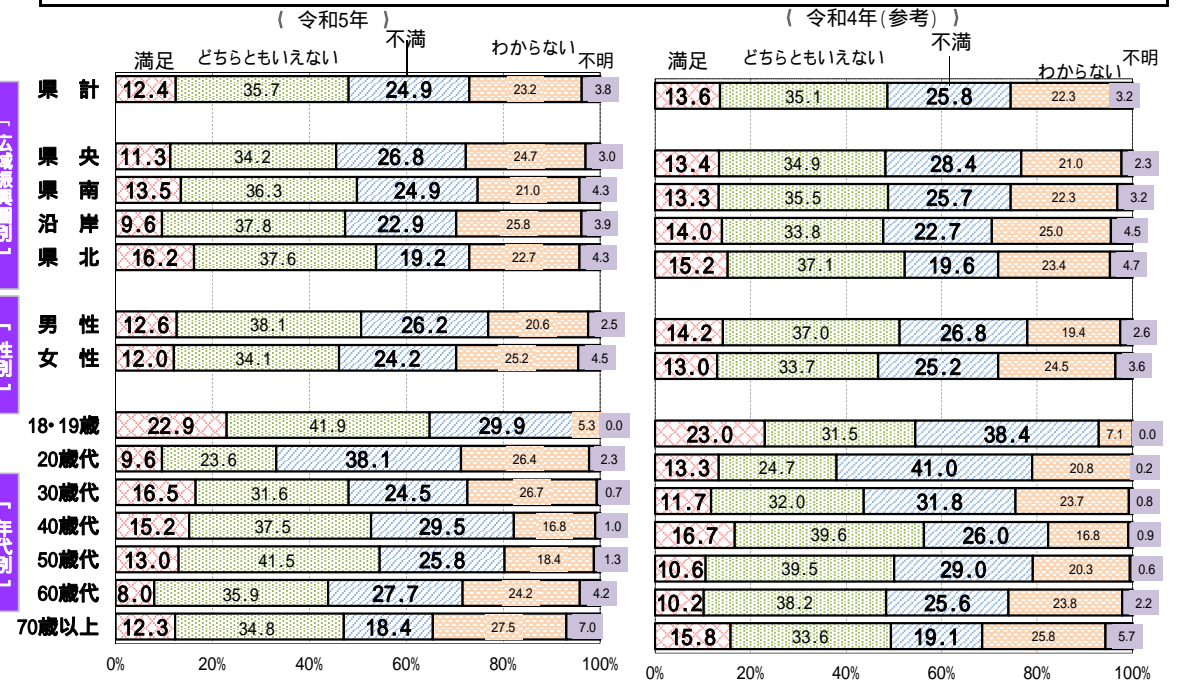 《 令和5年 》
満足 どちらともいえない 不満 わからない 不明
県 計 12.4 35.7 24.9 23.2 3.8
県 央 11.3 34.2 26.8 24.7 3.0
県 南 13.5 36.3 24.9 21.0 4.3
沿 岸 9.6 37.8 22.9 25.8 3.9
県 北 16.2 37.6 19.2 22.7 4.3
男 性 12.6 38.1 26.2 20.6 2.5
女 性 12.0 34.1 24.2 25.2 4.5
18・19歳 22.9 41.9 29.9 5.3 0.0
20歳代 9.6 23.6 38.1 26.4 2.3
30歳代 16.5 31.6 24.5 26.7 0.7
40歳代 15.2 37.5 29.5 16.8 1.0
50歳代 13.0 41.5 25.8 18.4 1.3
60歳代 8.0 35.9 27.7 24.2 4.2
70歳以上 12.3 34.8 18.4 27.5 7.0
0% 20% 40% 60% 80% 100%
《 令和4年(参考) 》
満足 どちらともいえない 不満 わからない 不明
13.6 35.1 25.8 22.3 3.2
13.4 34.9 28.4 21.0 2.3
13.3 35.5 25.7 22.3 3.2
14.0 33.8 22.7 25.0 4.5
15.2 37.1 19.6 23.4 4.7
14.2 37.0 26.8 19.4 2.6
13.0 33.7 25.2 24.5 3.6
23.0 31.5 38.4 7.1 0.0
13.3 24.7 41.0 20.8 0.2
11.7 32.0 31.8 23.7 0.8
16.7 39.6 26.0 16.8 0.9
10.6 39.5 29.0 20.3 0.6
10.2 38.2 25.6 23.8 2.2
15.8 33.6 19.1 25.8 5.7
0% 20% 40% 60% 80% 100%
「広域振興圏別」
「性別」
「年代別」